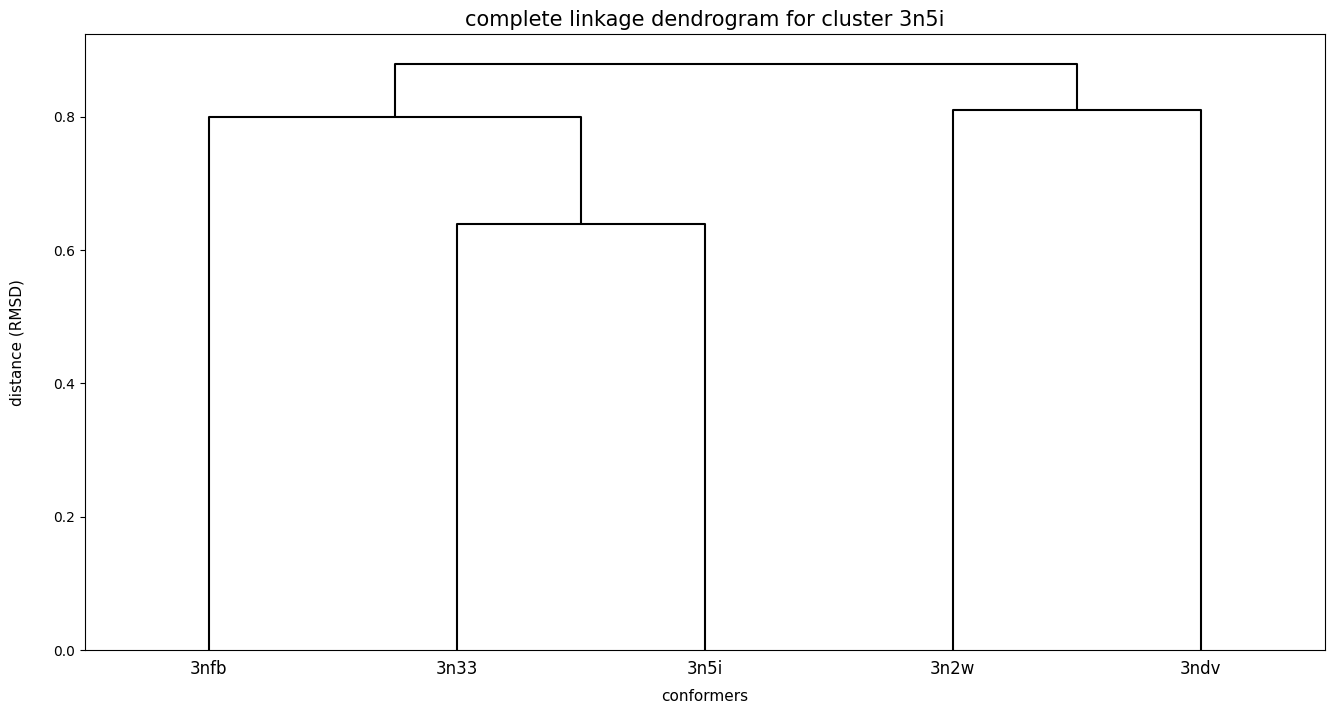 complete linkage dendrogram for cluster 3n5i
0.8
0.6
0.4
0.2
0.0
distance (RMSD)
3nfb 3n33 3n5i 3n2w 3ndv
conformers